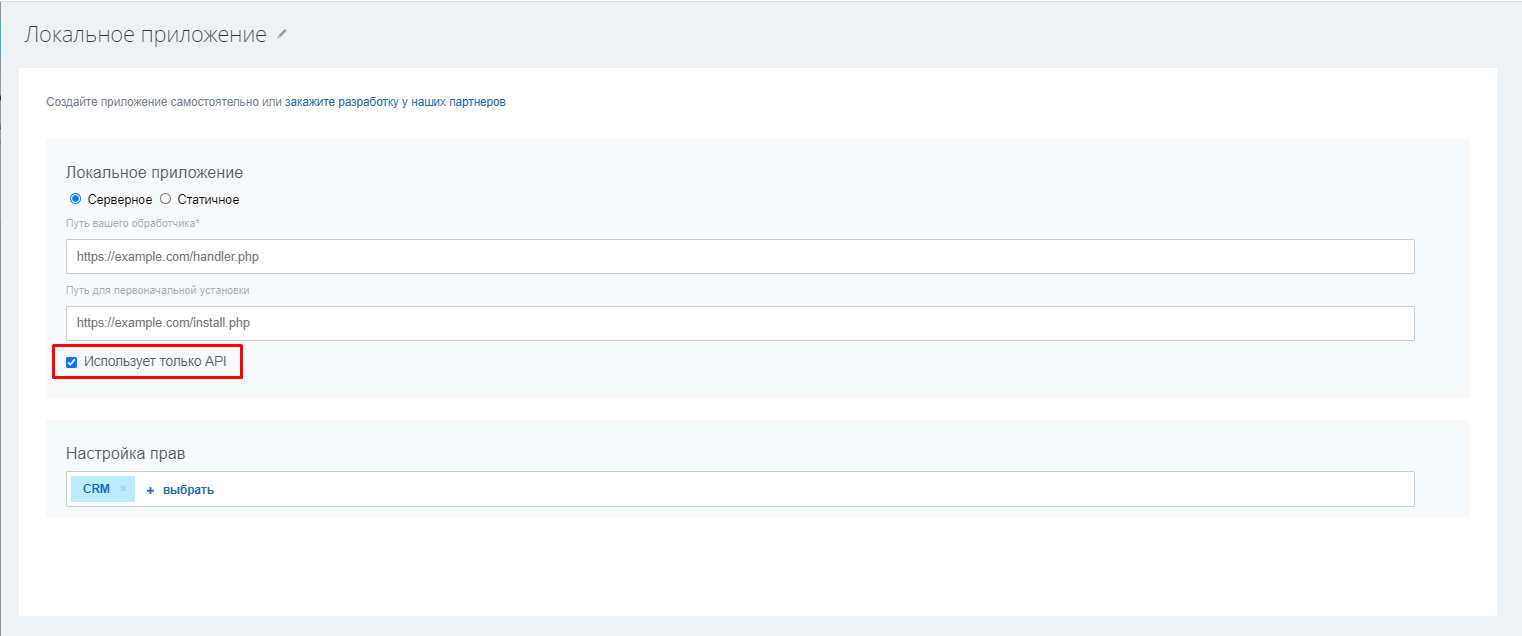 Локальное приложение
Создайте приложение самостоятельно или закажите разработку у наших партнеров
Локальное приложение
Серверное Статичное
Путь вашего обработчика*
https://example.com/handler.php
Путь для первоначальной установки
https://example.com/install.php
Использует только API
Настройка прав
CRM × + выбрать